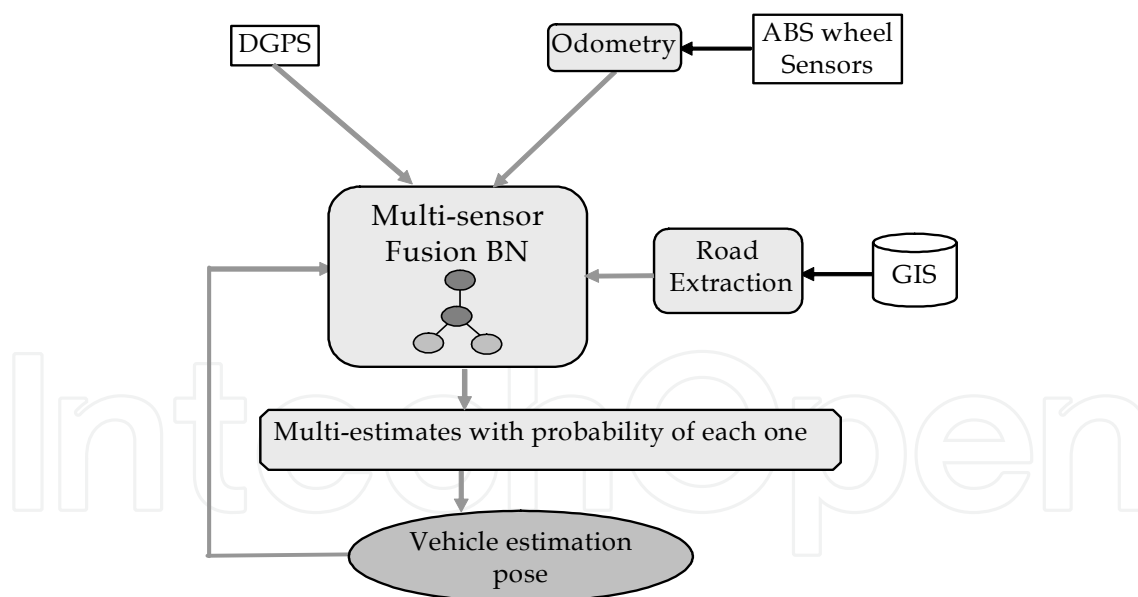 DGPS
Odometry
ABS wheel
Sensors
Multi-sensor
Fusion BN
Road
Extraction
GIS
Multi-estimates with probability of each one
Vehicle estimation
pose
IntechOpen